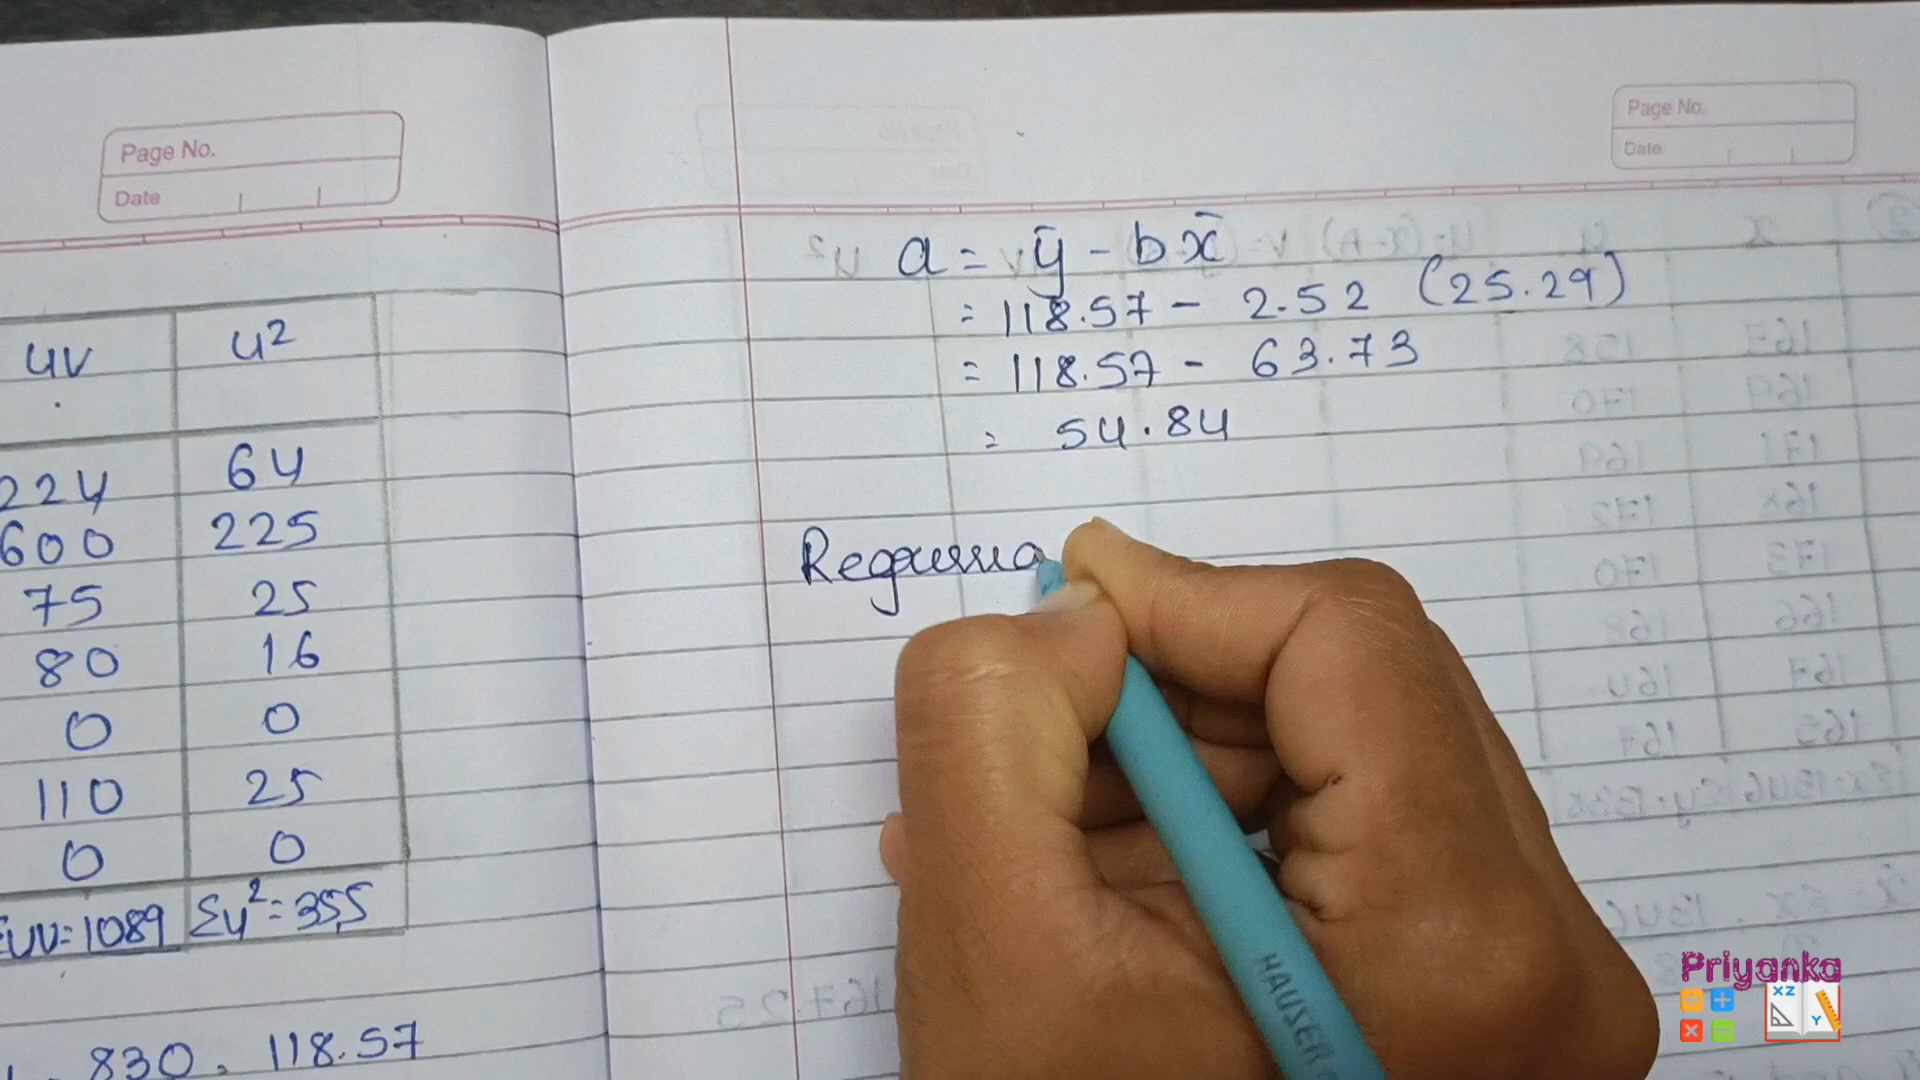 Page No.
Date
uv u²
224 64
600 225
75 25
80 16
0 0
110 25
0 0
Σuv=1089 Σu²=355
830 . 118.57
Page No.
Date
a = ȳ - b x̄
= 118.57 - 2.52 (25.29)
= 118.57 - 63.73
= 54.84
HAUSER
Priyanka
XZ
Y